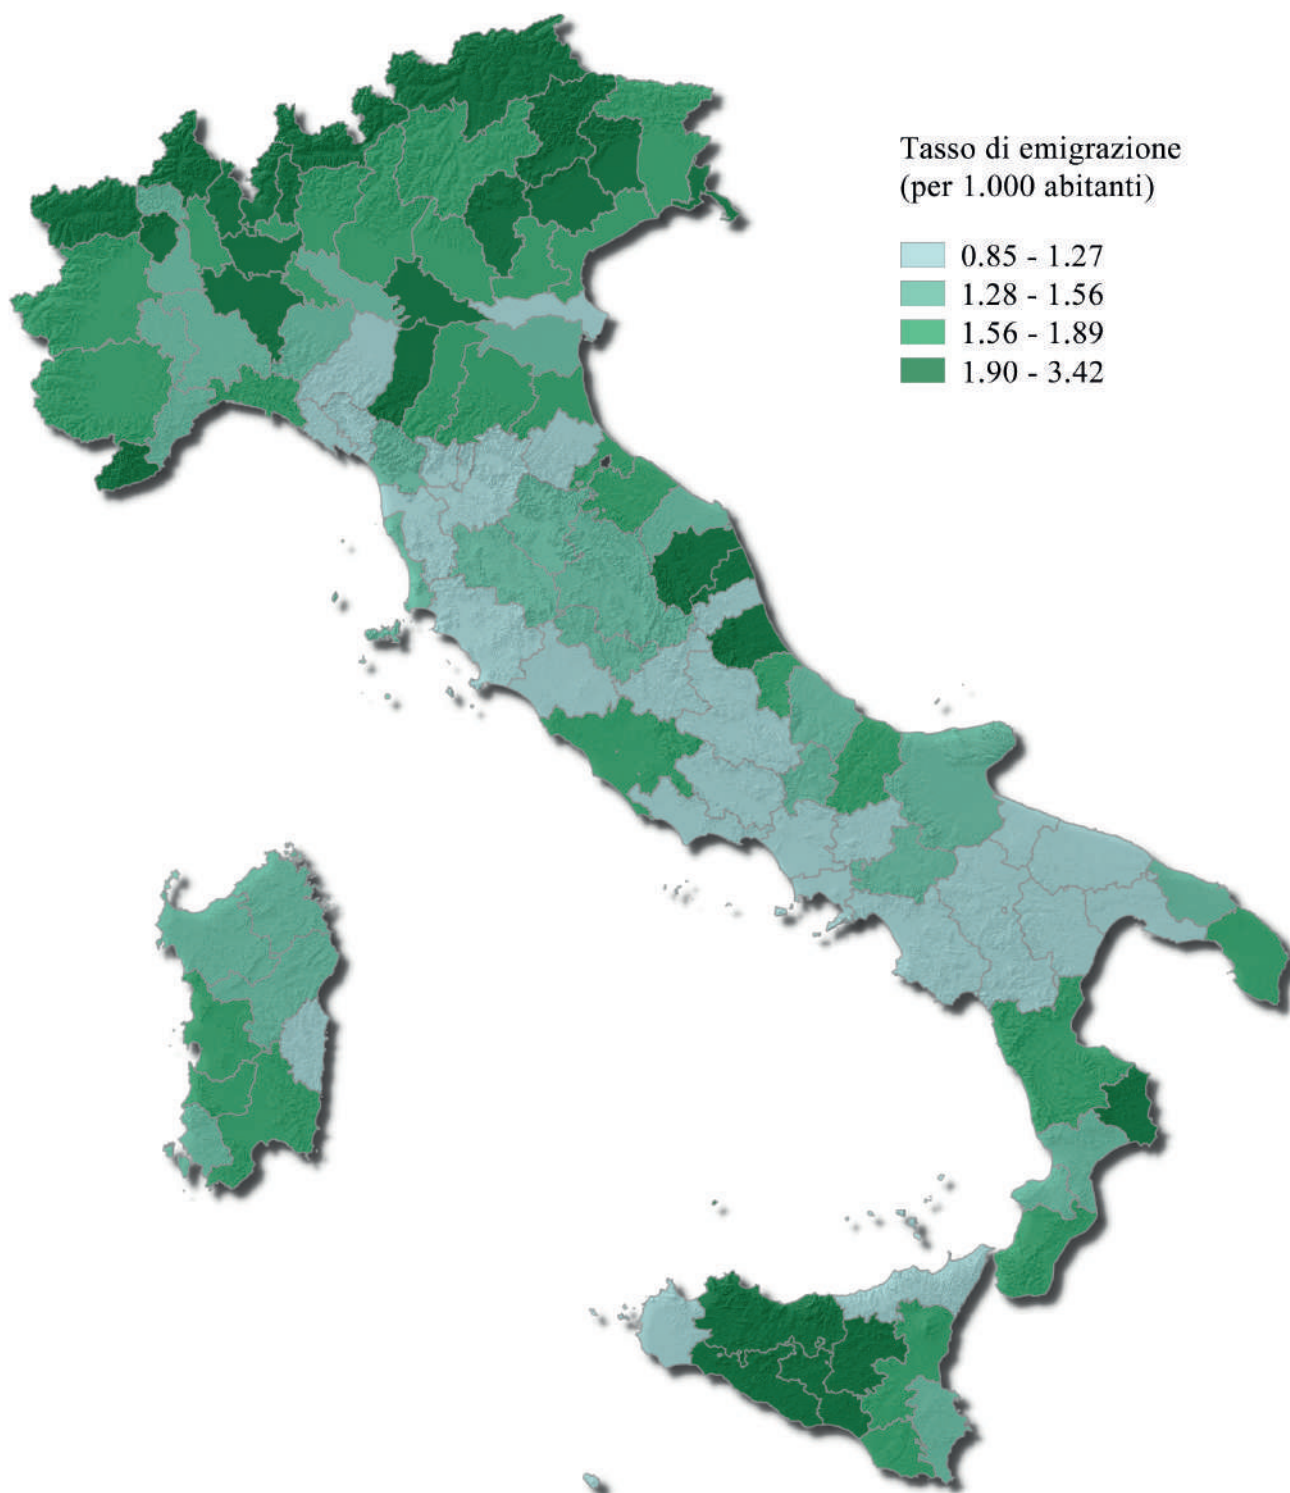 Tasso di emigrazione
(per 1.000 abitanti)
0.85 - 1.27
1.28 - 1.56
1.56 - 1.89
1.90 - 3.42